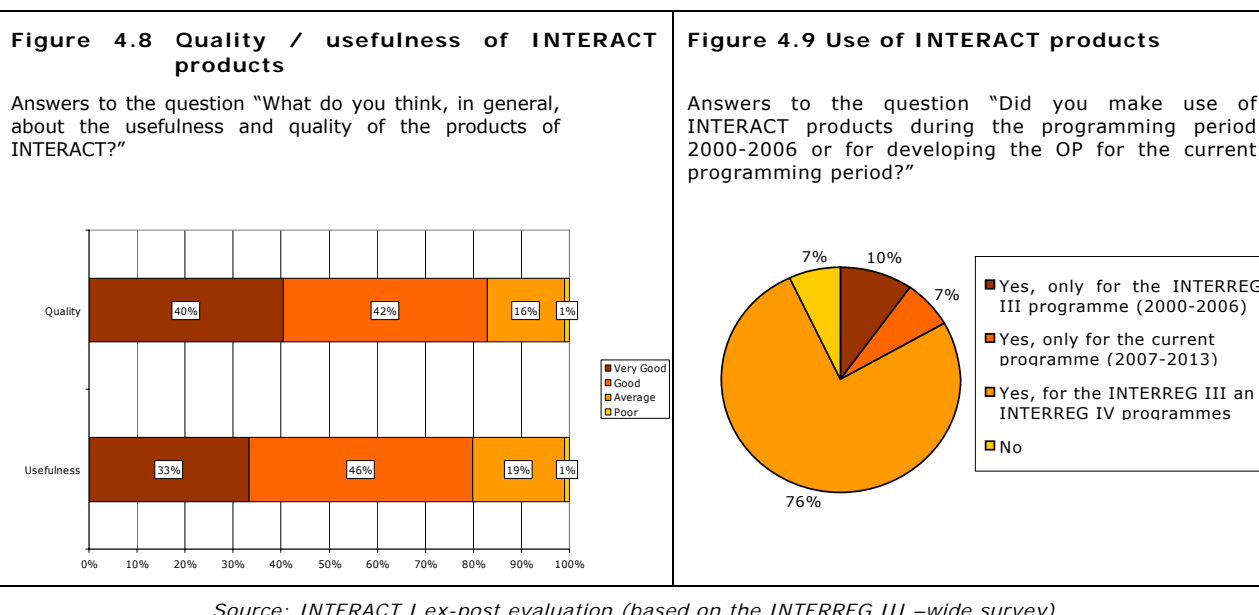 Figure 4.8 Quality / usefulness of INTERACT
products
Answers to the question “What do you think, in general,
about the usefulness and quality of the products of
INTERACT?”
Quality
40%
42%
16%
1%
Usefulness
33%
46%
19%
1%
0%
10%
20%
30%
40%
50%
60%
70%
80%
90%
100%
Very Good
Good
Average
Poor
Figure 4.9 Use of INTERACT products
Answers to the question “Did you make use of
INTERACT products during the programming period
2000-2006 or for developing the OP for the current
programming period?”
7%
10%
7%
76%
Yes, only for the INTERREG
III programme (2000-2006)
Yes, only for the current
programme (2007-2013)
Yes, for the INTERREG III an
INTERREG IV programmes
No
Source: INTERACT I ex-post evaluation (based on the INTERREG III –wide survey)